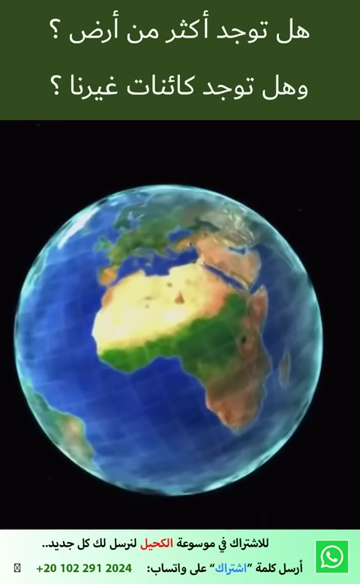 هل توجد أكثر من أرض ؟
وهل توجد كائنات غيرنا ؟
للاشتراك في موسوعة الكحيل لنرسل لك كل جديد..
أرسل كلمة "اشتراك" على واتساب: +20 102 291 2024